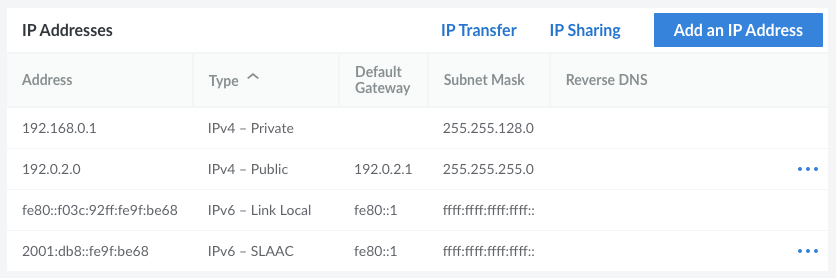 IP Addresses IP Transfer IP Sharing Add an IP Address
Address Type Default Gateway Subnet Mask Reverse DNS
192.168.0.1 IPv4 – Private 255.255.128.0
192.0.2.0 IPv4 – Public 192.0.2.1 255.255.255.0
fe80::f03c:92ff:fe9f:be68 IPv6 – Link Local fe80::1 ffff:ffff:ffff:ffff::
2001:db8::fe9f:be68 IPv6 – SLAAC fe80::1 ffff:ffff:ffff:ffff::